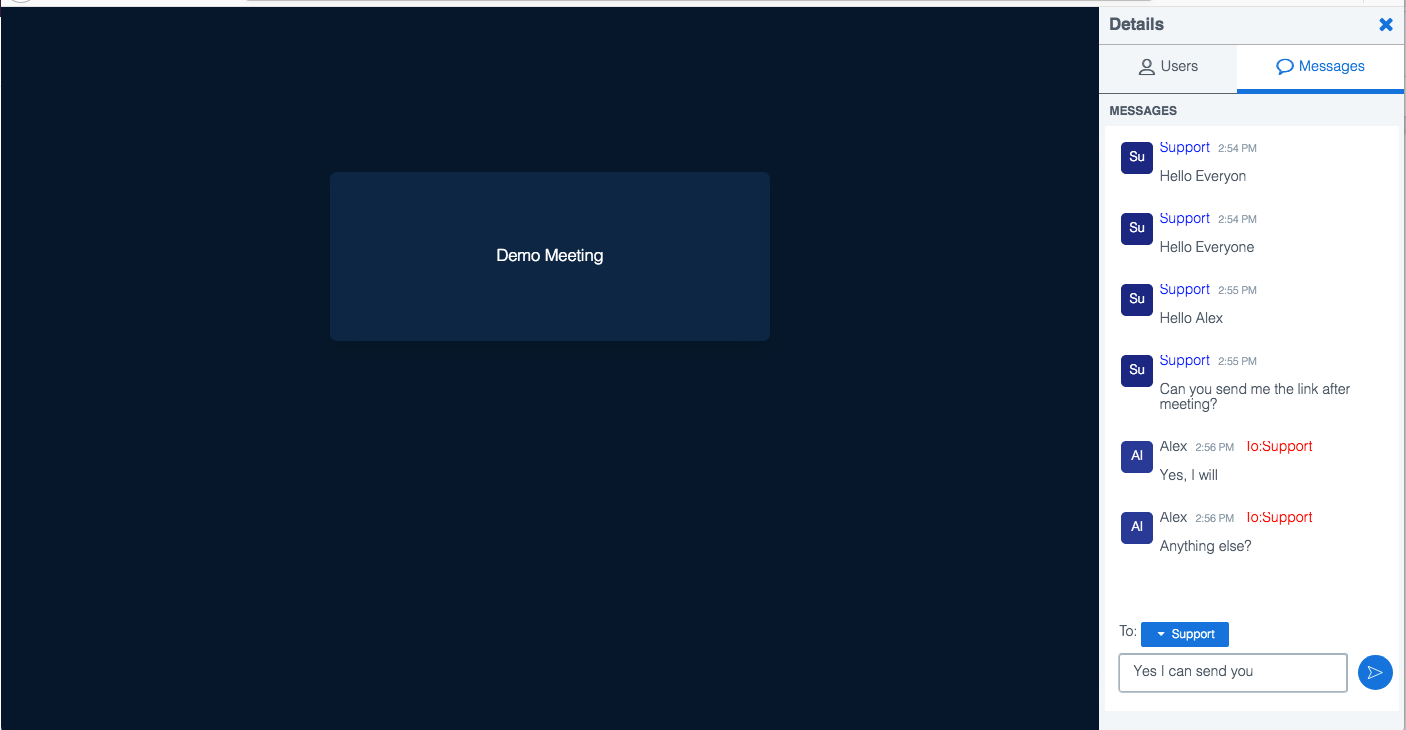 Details
Users
Messages
MESSAGES
Su
Support 2:54 PM
Hello Everyon
Su
Support 2:54 PM
Hello Everyone
Su
Support 2:55 PM
Hello Alex
Su
Support 2:55 PM
Can you send me the link after
meeting?
Al
Alex 2:56 PM To:Support
Yes, I will
Al
Alex 2:56 PM To:Support
Anything else?
To: Support
Yes I can send you
Demo Meeting